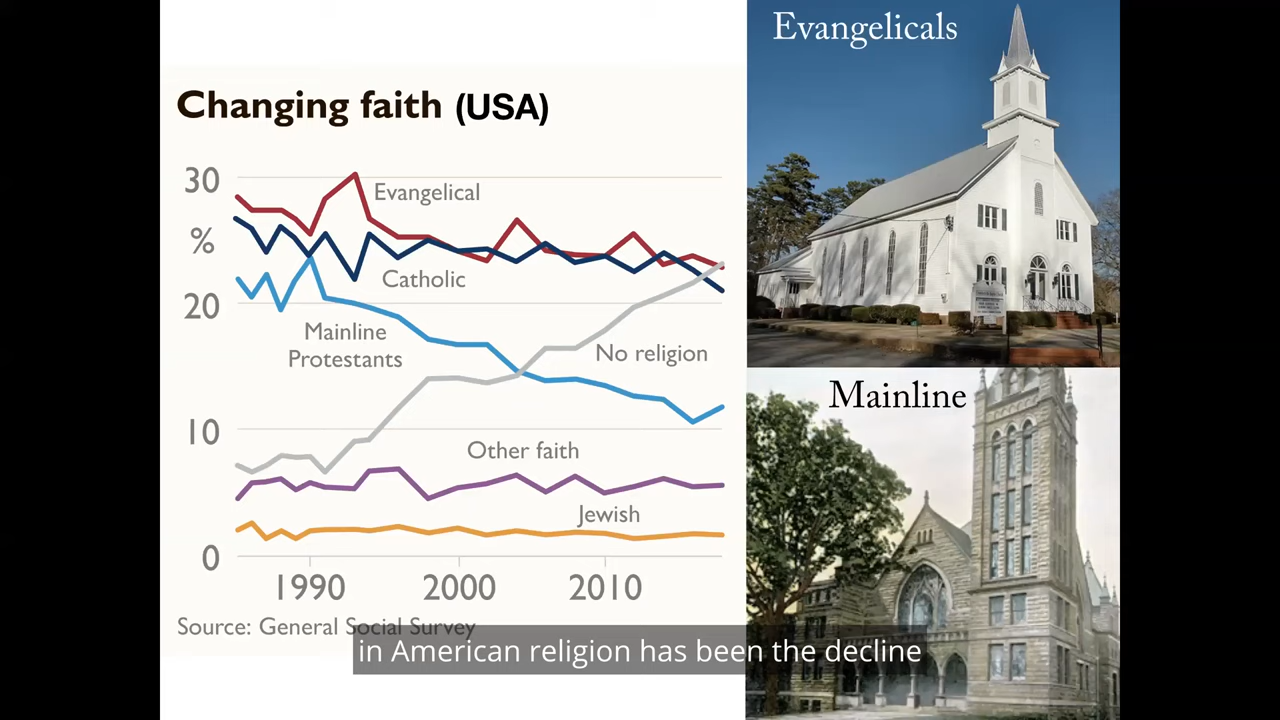 Changing faith (USA)
30
Evangelical
%
Catholic
20
Mainline
Protestants
No religion
10
Other faith
Jewish
0
1990 2000 2010
Source: General Social Survey
Evangelicals
Mainline
in American religion has been the decline